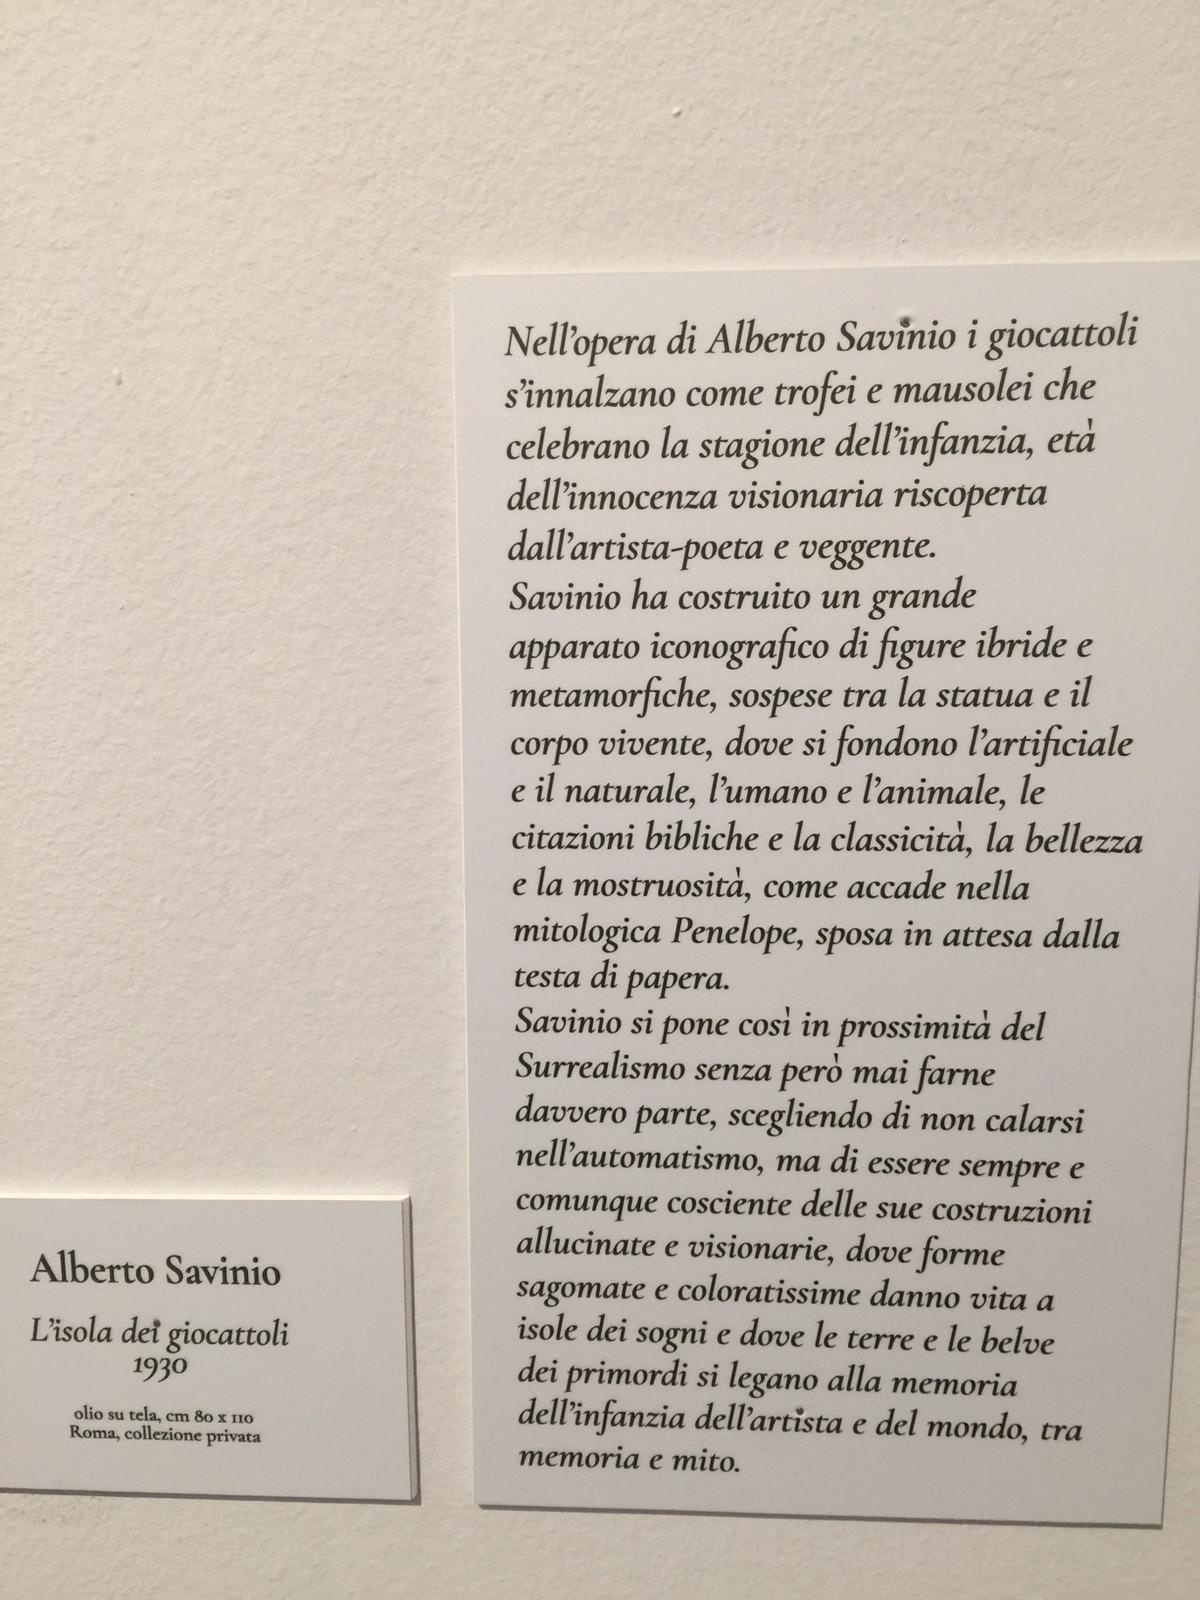 Nell'opera di Alberto Savinio i giocattoli
s'innalzano come trofei e mausolei che
celebrano la stagione dell'infanzia, età
dell'innocenza visionaria riscoperta
dall'artista-poeta e veggente.
Savinio ha costruito un grande
apparato iconografico di figure ibride e
metamorfiche, sospese tra la statua e il
corpo vivente, dove si fondono l'artificiale
e il naturale, l'umano e l'animale, le
citazioni bibliche e la classicità, la bellezza
e la mostruosità, come accade nella
mitologica Penelope, sposa in attesa dalla
testa di papera.
Savinio si pone così in prossimità del
Surrealismo senza però mai farne
davvero parte, scegliendo di non calarsi
nell'automatismo, ma di essere sempre e
comunque cosciente delle sue costruzioni
allucinate e visionarie, dove forme
sagomate e coloratissime danno vita a
isole dei sogni e dove le terre e le belve
dei primordi si legano alla memoria
dell'infanzia dell'artista e del mondo, tra
memoria e mito.
Alberto Savinio
L'isola dei giocattoli
1930
olio su tela, cm 80 x 110
Roma, collezione privata